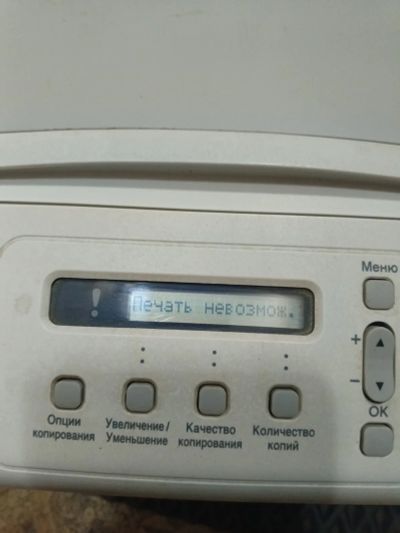 Меню
! Печать невозмож.
+
−
Опции
копирования
Увеличение/
Уменьшение
Качество
копирования
Количество
копий
OK